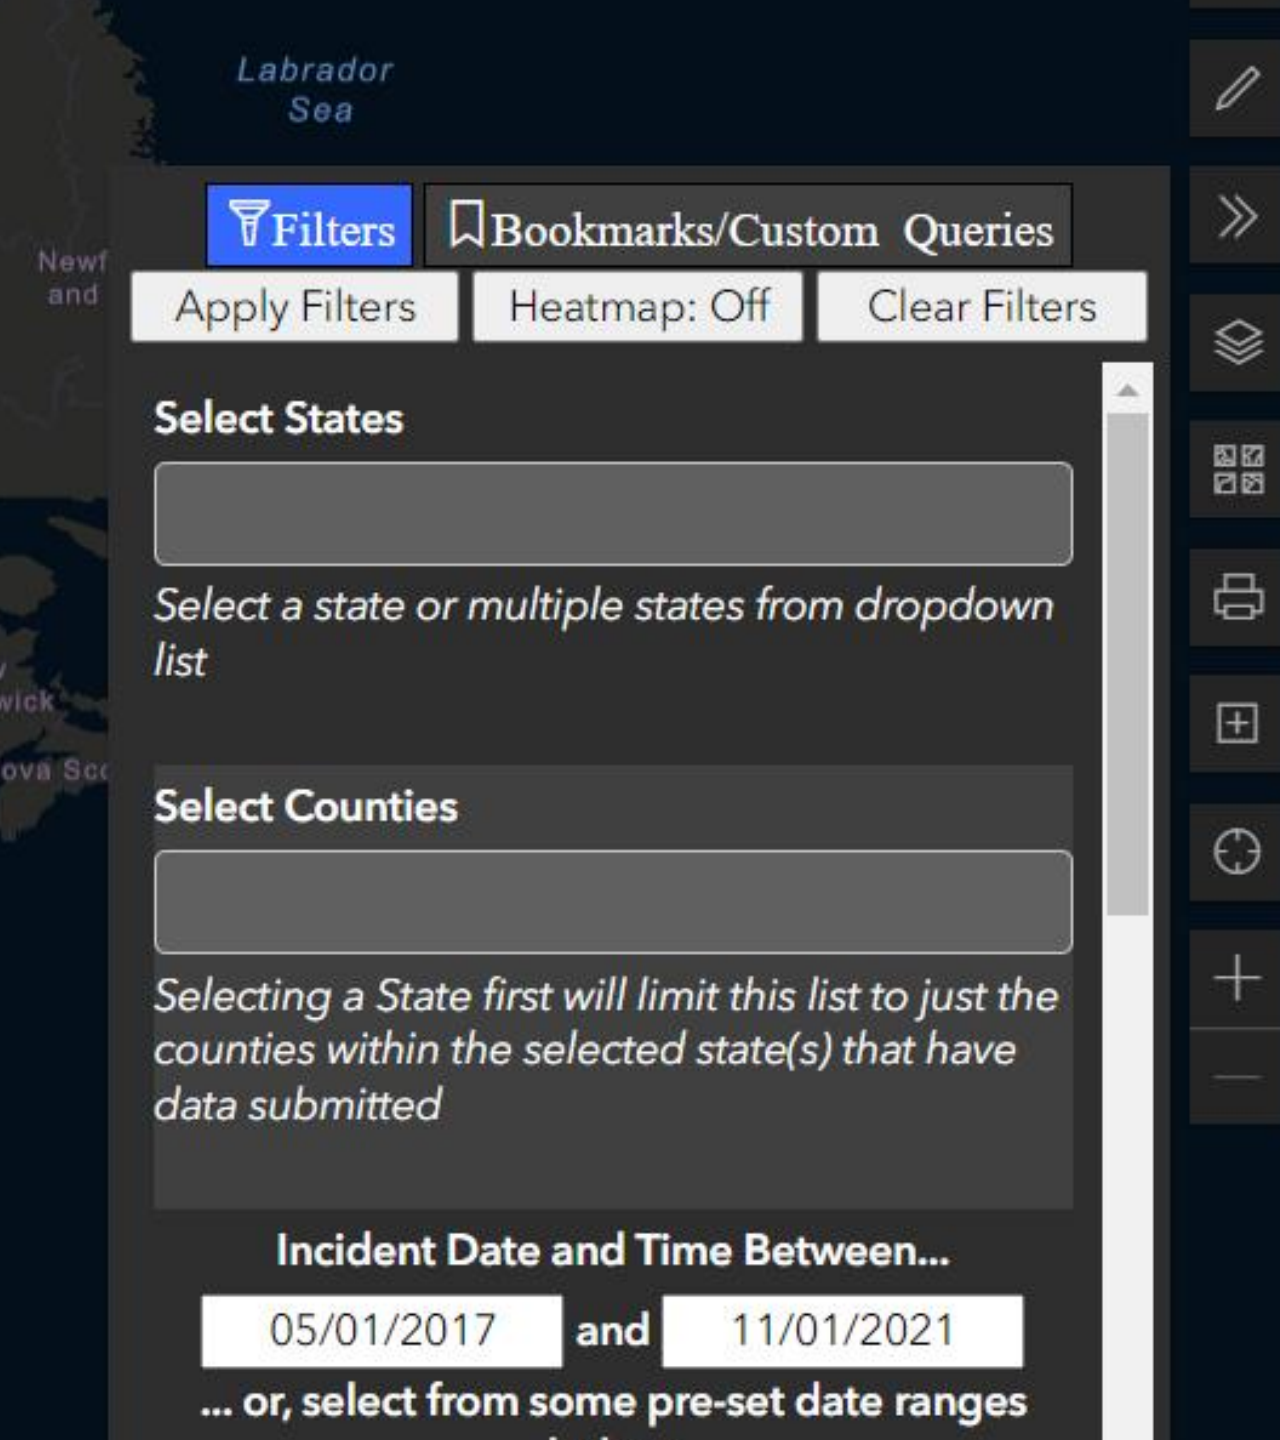 Labrador
Sea
Filters
Bookmarks/Custom Queries
Newf
and
Apply Filters
Heatmap: Off
Clear Filters
Select States
Select a state or multiple states from dropdown
list
wick
ova Sc
Select Counties
Selecting a State first will limit this list to just the
counties within the selected state(s) that have
data submitted
Incident Date and Time Between...
05/01/2017 and 11/01/2021
... or, select from some pre-set date ranges